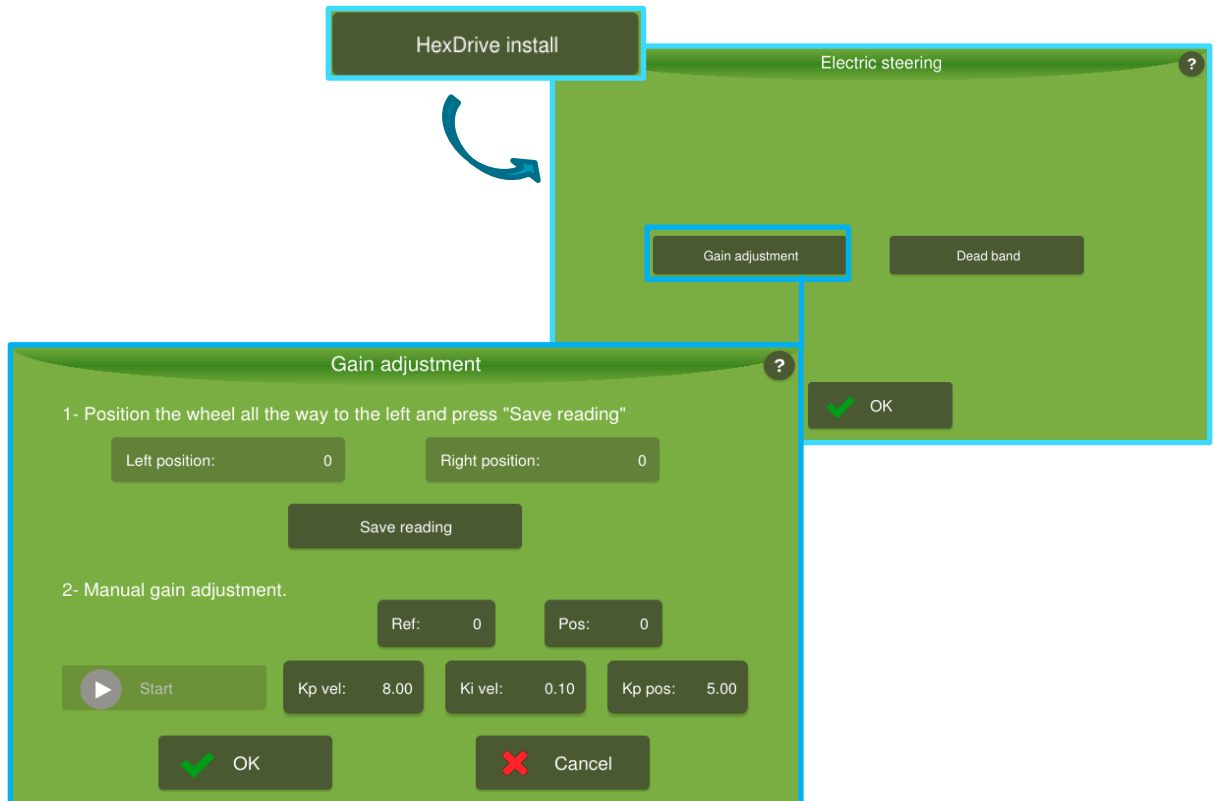 HexDrive install
Electric steering
?
Gain adjustment
Dead band
OK
Gain adjustment
?
1- Position the wheel all the way to the left and press "Save reading"
Left position: 0
Right position: 0
Save reading
2- Manual gain adjustment.
Ref: 0
Pos: 0
Start
Kp vel: 8.00
Ki vel: 0.10
Kp pos: 5.00
OK
Cancel